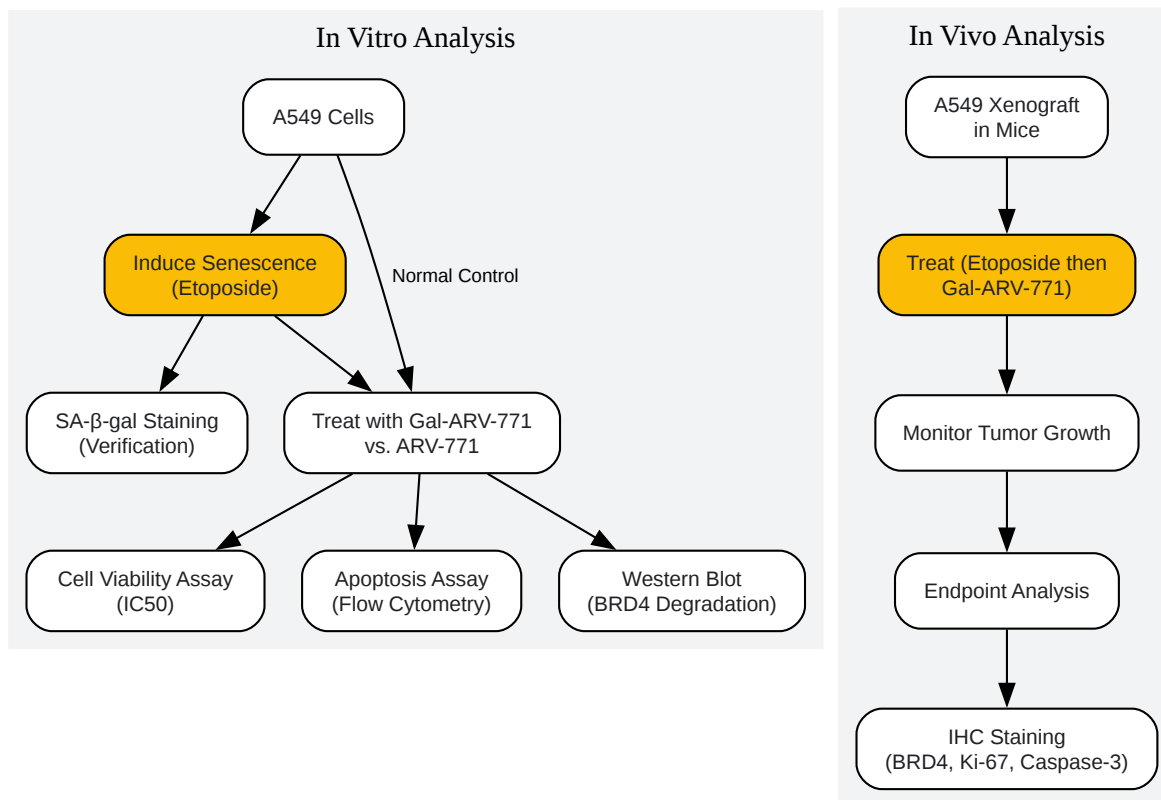 In Vitro Analysis
A549 Cells
Induce Senescence
(Etoposide)
Normal Control
SA-β-gal Staining
(Verification)
Treat with Gal-ARV-771
vs. ARV-771
Cell Viability Assay
(IC50)
Apoptosis Assay
(Flow Cytometry)
Western Blot
(BRD4 Degradation)
In Vivo Analysis
A549 Xenograft
in Mice
Treat (Etoposide then
Gal-ARV-771)
Monitor Tumor Growth
Endpoint Analysis
IHC Staining
(BRD4, Ki-67, Caspase-3)